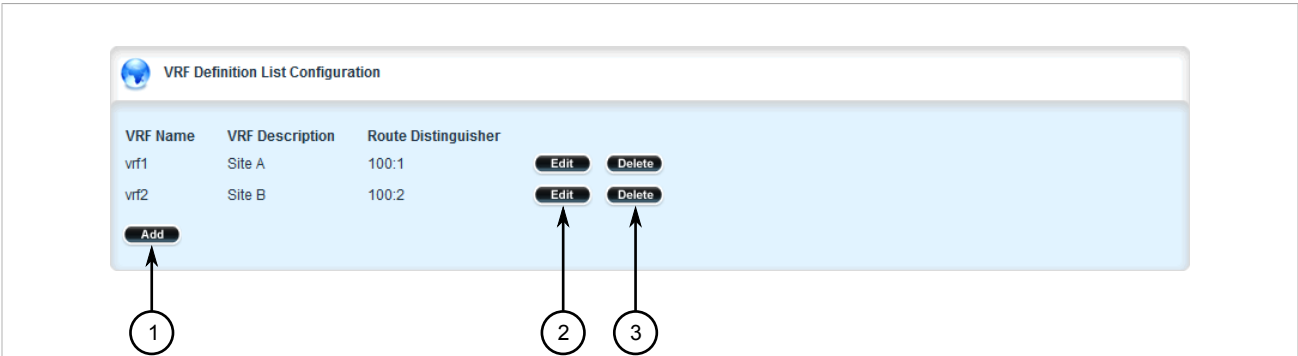 VRF Definition List Configuration
VRF Name VRF Description Route Distinguisher
vrf1 Site A 100:1 Edit Delete
vrf2 Site B 100:2 Edit Delete
Add
1 2 3